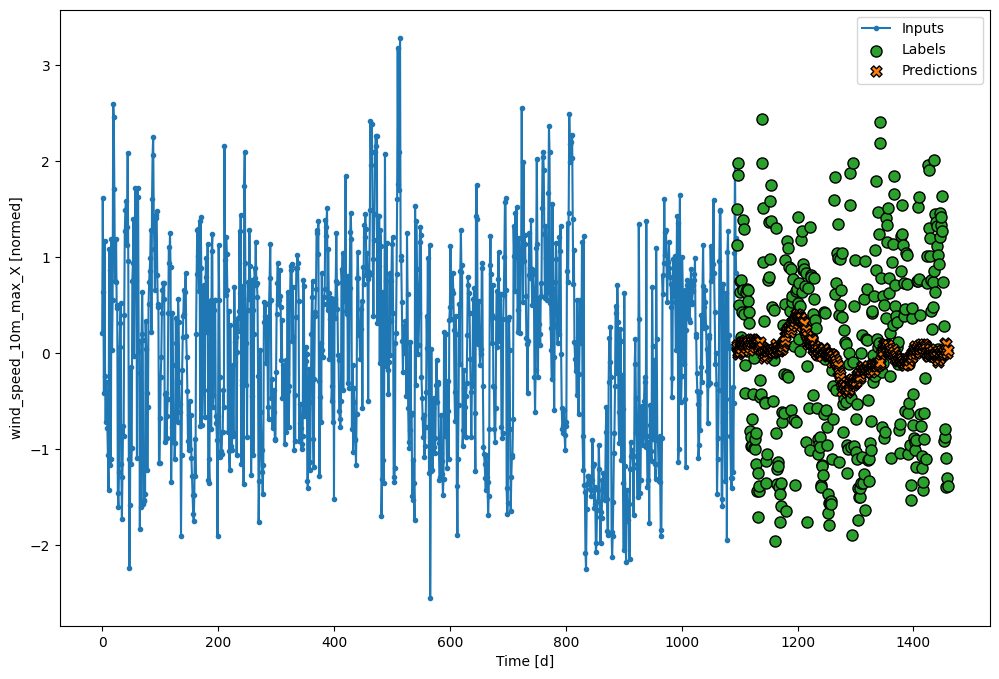 Inputs
Labels
Predictions
wind_speed_10m_max_X [normed]
3
2
1
0
−1
−2
0
200
400
600
800
1000
1200
1400
Time [d]